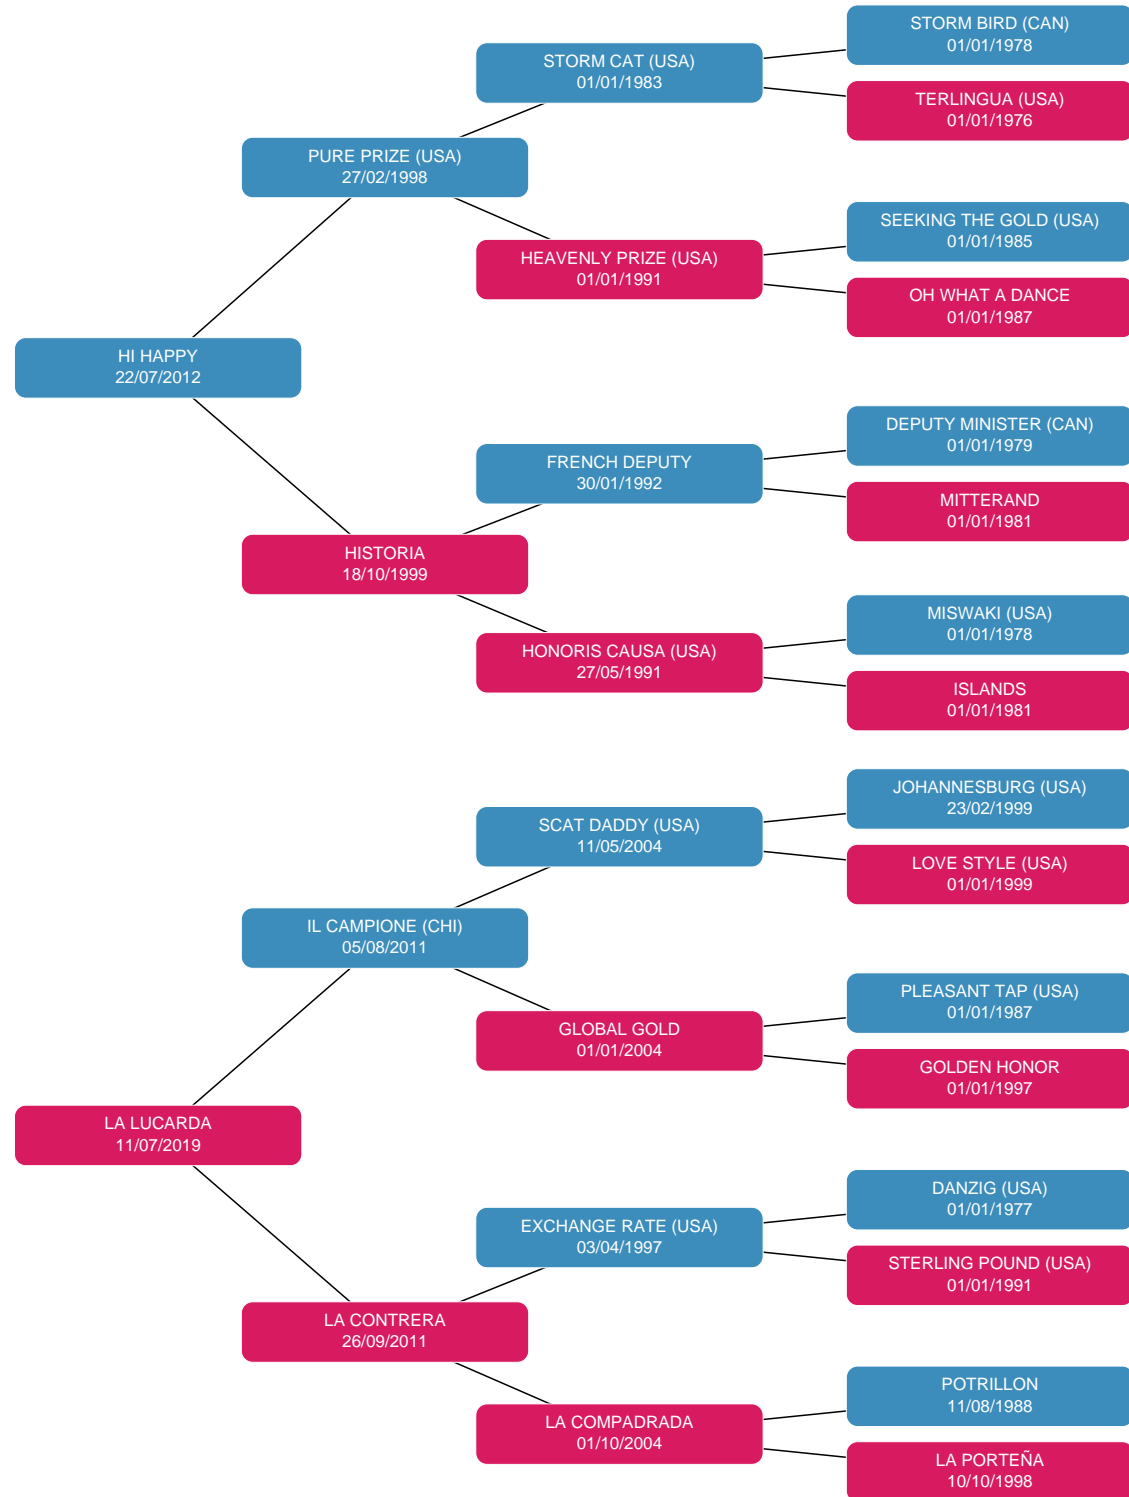 STORM BIRD (CAN)
01/01/1978
STORM CAT (USA)
01/01/1983
TERLINGUA (USA)
01/01/1976
PURE PRIZE (USA)
27/02/1998
SEEKING THE GOLD (USA)
01/01/1985
HEAVENLY PRIZE (USA)
01/01/1991
OH WHAT A DANCE
01/01/1987
HI HAPPY
22/07/2012
DEPUTY MINISTER (CAN)
01/01/1979
FRENCH DEPUTY
30/01/1992
MITTERAND
01/01/1981
HISTORIA
18/10/1999
MISWAKI (USA)
01/01/1978
HONORIS CAUSA (USA)
27/05/1991
ISLANDS
01/01/1981
JOHANNESBURG (USA)
23/02/1999
SCAT DADDY (USA)
11/05/2004
LOVE STYLE (USA)
01/01/1999
IL CAMPIONE (CHI)
05/08/2011
PLEASANT TAP (USA)
01/01/1987
GLOBAL GOLD
01/01/2004
GOLDEN HONOR
01/01/1997
LA LUCARDA
11/07/2019
DANZIG (USA)
01/01/1977
EXCHANGE RATE (USA)
03/04/1997
STERLING POUND (USA)
01/01/1991
LA CONTRERA
26/09/2011
POTRILLON
11/08/1988
LA COMPADRADA
01/10/2004
LA PORTEÑA
10/10/1998